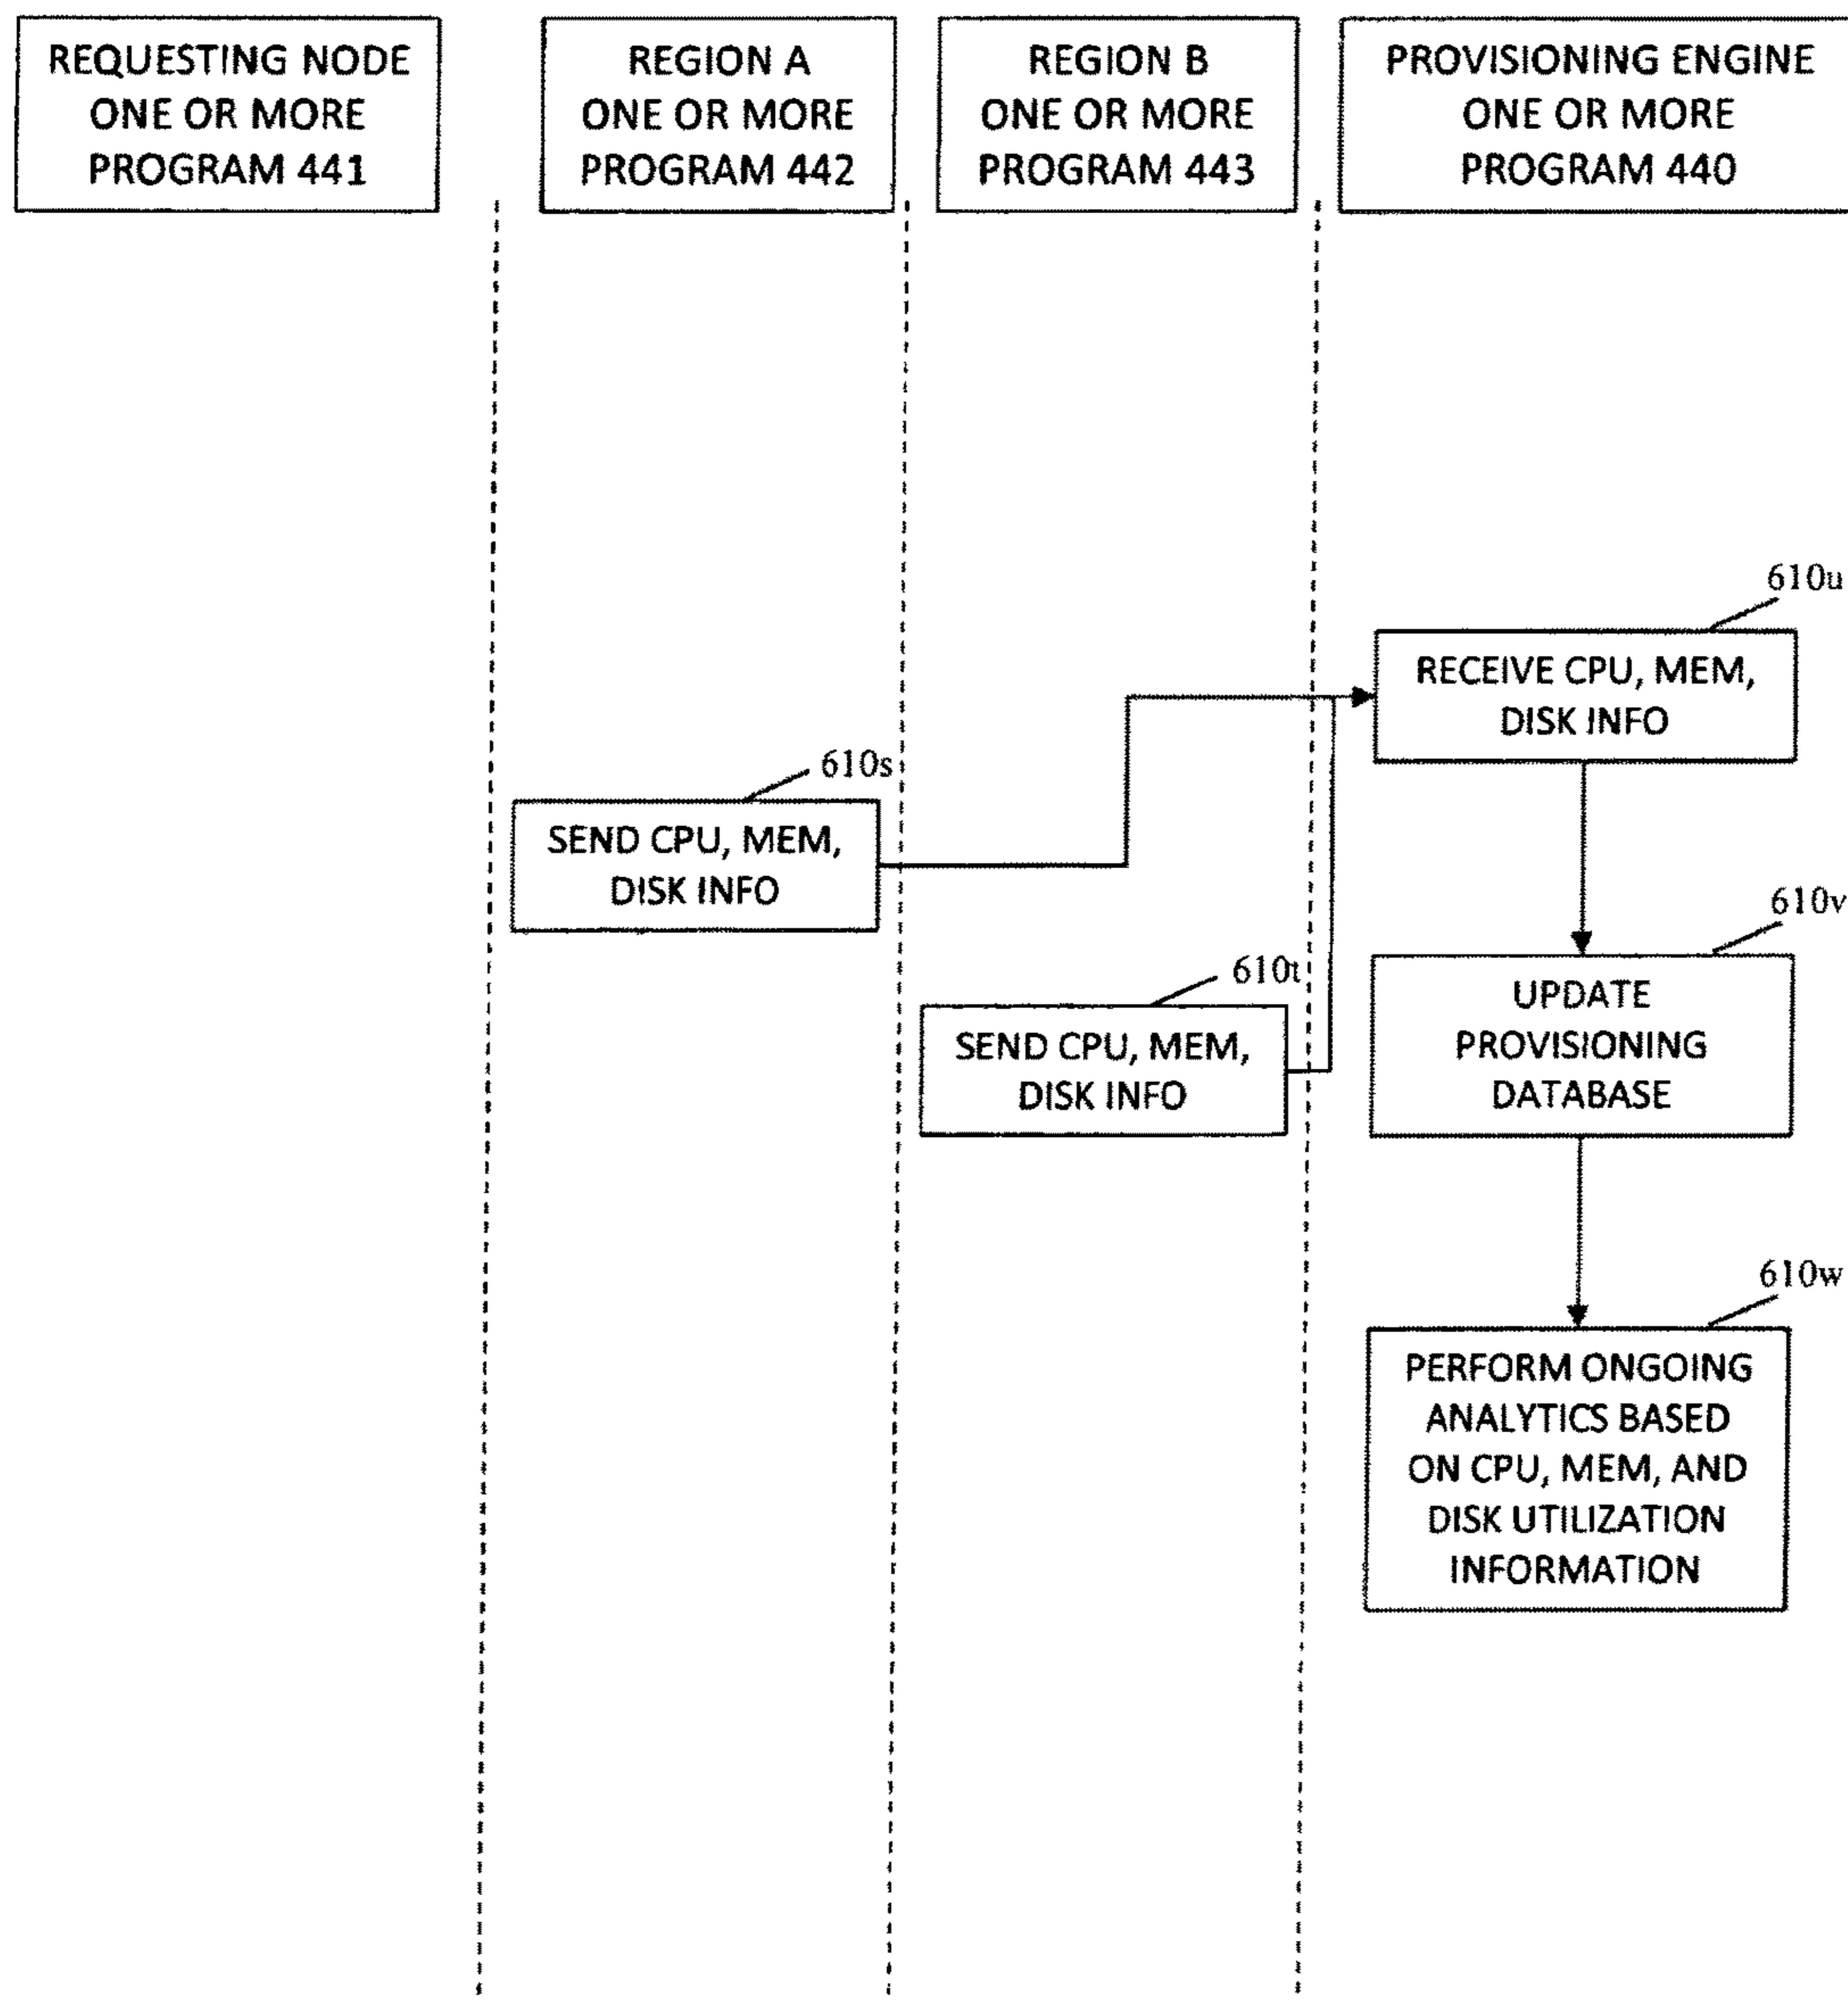 REQUESTING NODE
ONE OR MORE
PROGRAM 441
REGION A
ONE OR MORE
PROGRAM 442
REGION B
ONE OR MORE
PROGRAM 443
PROVISIONING ENGINE
ONE OR MORE
PROGRAM 440
610u
RECEIVE CPU, MEM,
DISK INFO
610s
SEND CPU, MEM,
DISK INFO
610v
UPDATE
PROVISIONING
DATABASE
610t
SEND CPU, MEM,
DISK INFO
610w
PERFORM ONGOING
ANALYTICS BASED
ON CPU, MEM, AND
DISK UTILIZATION
INFORMATION